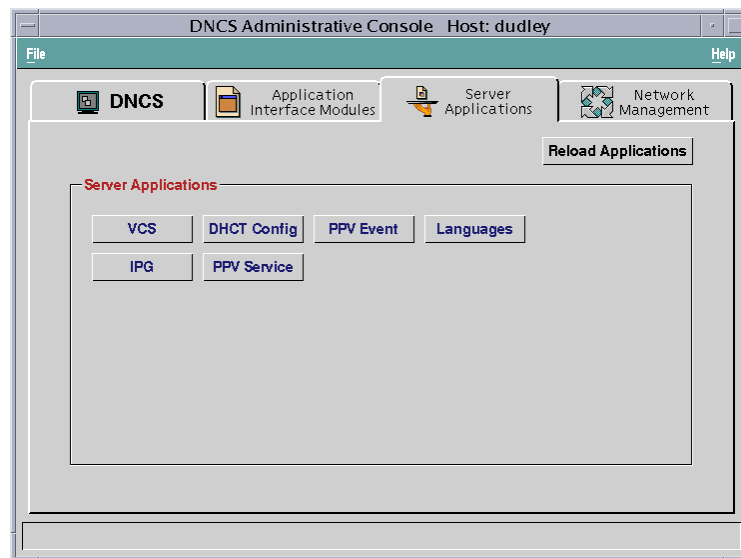 DNCS Administrative Console Host: dudley
File Help
DNCS
Application
Interface Modules
Server
Applications
Network
Management
Reload Applications
Server Applications
VCS DHCT Config PPV Event Languages
IPG PPV Service